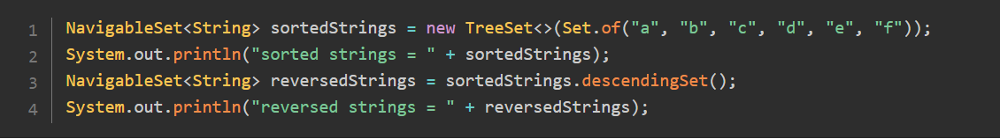 1 NavigableSet<String> sortedStrings = new TreeSet<>(Set.of("a", "b", "c", "d", "e", "f"));
2 System.out.println("sorted strings = " + sortedStrings);
3 NavigableSet<String> reversedStrings = sortedStrings.descendingSet();
4 System.out.println("reversed strings = " + reversedStrings);